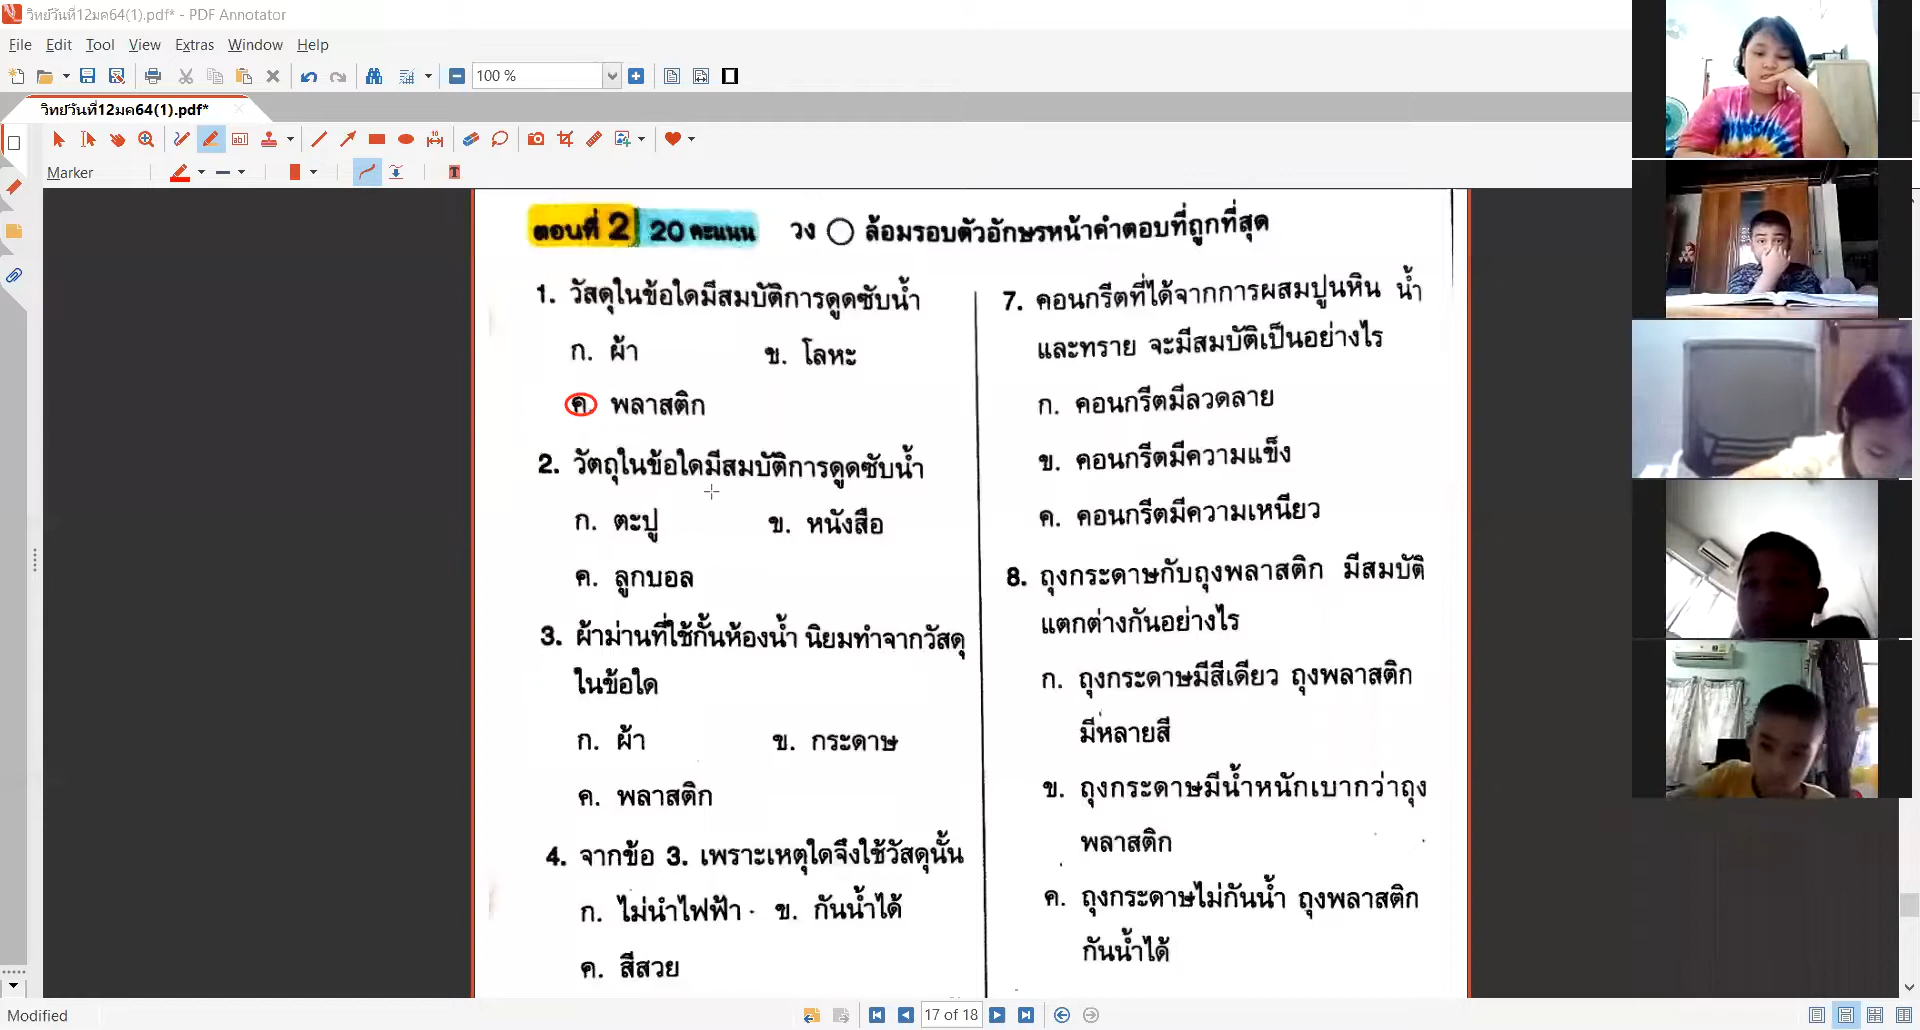 วิทย์วันที่12มค64(1).pdf* - PDF Annotator
File Edit Tool View Extras Window Help
100 %
วิทย์วันที่12มค64(1).pdf*
Marker
ตอนที่ 2 20 คะแนน วง ◯ ล้อมรอบตัวอักษรหน้าคำตอบที่ถูกที่สุด
1. วัสดุในข้อใดมีสมบัติการดูดซับน้ำ
ก. ผ้า ข. โลหะ
ค. พลาสติก
2. วัตถุในข้อใดมีสมบัติการดูดซับน้ำ
ก. ตะปู ข. หนังสือ
ค. ลูกบอล
3. ผ้าม่านที่ใช้กั้นห้องน้ำ นิยมทำจากวัสดุ
ในข้อใด
ก. ผ้า ข. กระดาษ
ค. พลาสติก
4. จากข้อ 3. เพราะเหตุใดจึงใช้วัสดุนั้น
ก. ไม่นำไฟฟ้า ข. กันน้ำได้
ค. สีสวย
7. คอนกรีตที่ได้จากการผสมปูนหิน น้ำ
และทราย จะมีสมบัติเป็นอย่างไร
ก. คอนกรีตมีลวดลาย
ข. คอนกรีตมีความแข็ง
ค. คอนกรีตมีความเหนียว
8. ถุงกระดาษกับถุงพลาสติก มีสมบัติ
แตกต่างกันอย่างไร
ก. ถุงกระดาษมีสีเดียว ถุงพลาสติก
มีหลายสี
ข. ถุงกระดาษมีน้ำหนักเบากว่าถุง
พลาสติก
ค. ถุงกระดาษไม่กันน้ำ ถุงพลาสติก
กันน้ำได้
Modified
17 of 18